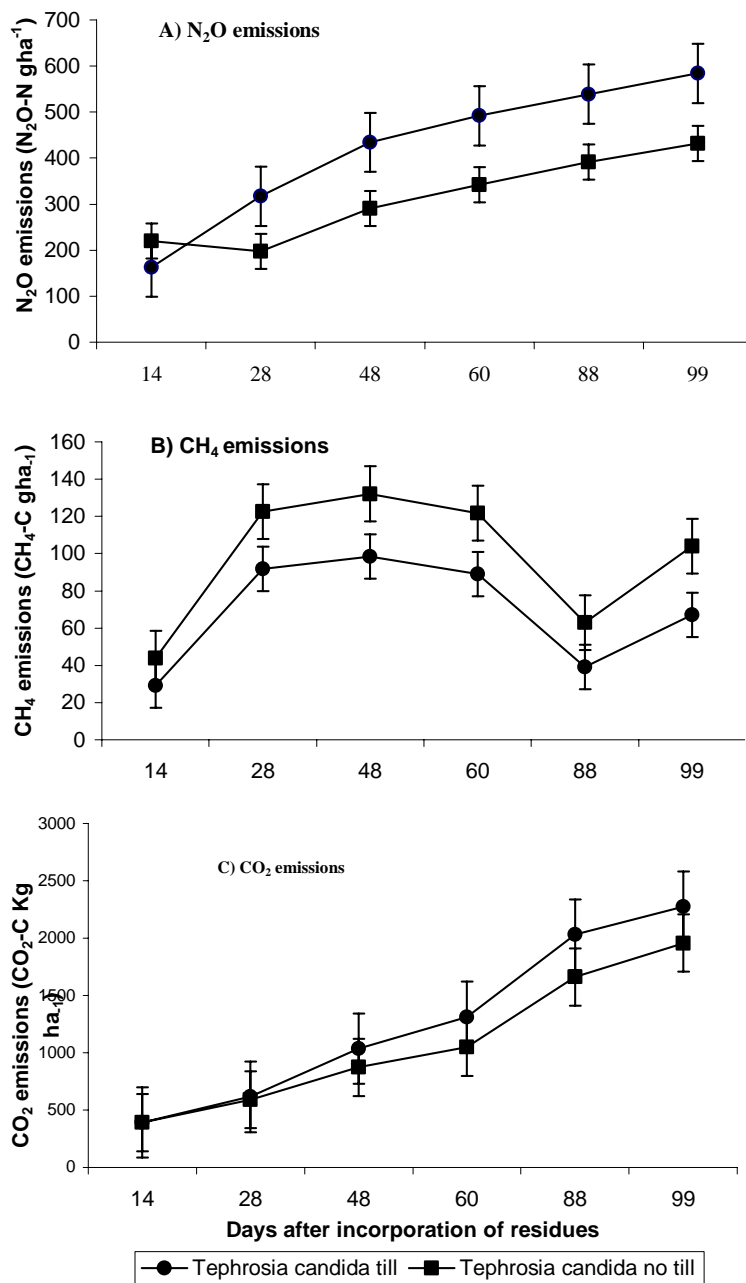 A) N₂O emissions
N₂O emissions (N₂O-N gha⁻¹)
700
600
500
400
300
200
100
0
14 28 48 60 88 99
B) CH₄ emissions
CH₄ emissions (CH₄-C gha₋₁)
160
140
120
100
80
60
40
20
0
14 28 48 60 88 99
C) CO₂ emissions
CO₂ emissions (CO₂-C Kg
ha₋₁)
3000
2500
2000
1500
1000
500
0
14 28 48 60 88 99
Days after incorporation of residues
Tephrosia candida till Tephrosia candida no till